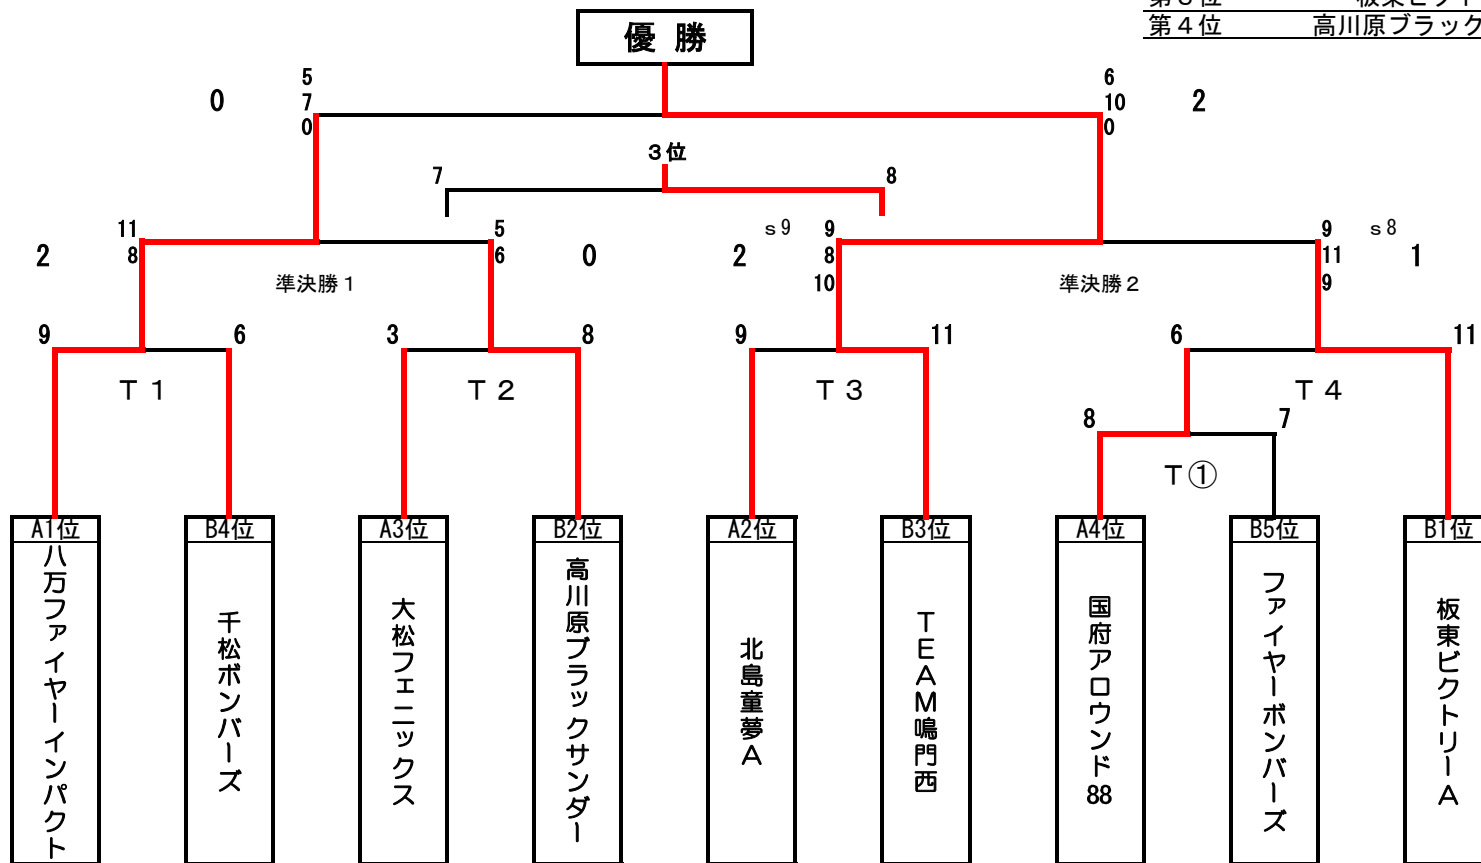 第４位 高川原ブラック
優 勝
0 5 6 2
7 10
0 0
３位
7 8
2 11 5 0 2 ｓ9 9 9 ｓ8 1
8 6 8 11
10 9
準決勝１ 準決勝２
9 6 3 8 9 11 6 11
Ｔ１ Ｔ２ Ｔ３ Ｔ４
8 7
Ｔ①
A1位 B4位 A3位 B2位 A2位 B3位 A4位 B5位 B1位
八万ファイヤーインパクト
千松ボンバーズ
大松フェニックス
高川原ブラックサンダー
北島童夢Ａ
ＴＥＡＭ鳴門西
国府アロウンド88
ファイヤーボンバーズ
板東ビクトリーＡ